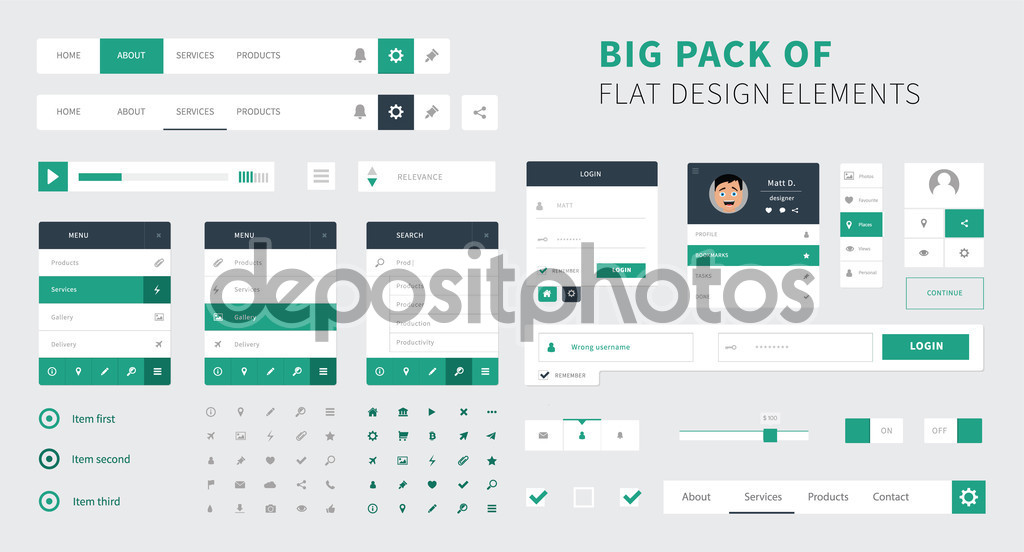 HOME ABOUT SERVICES PRODUCTS
BIG PACK OF
FLAT DESIGN ELEMENTS
HOME ABOUT SERVICES PRODUCTS
RELEVANCE
MENU ×
Products
Services
Gallery
Delivery
MENU ×
Products
Services
Gallery
Delivery
SEARCH ×
Prod|
Products
Producer
Production
Productivity
LOGIN
MATT
REMEMBER LOGIN
Matt D.
designer
PROFILE
BOOKMARKS
TASKS
DONE
Photos
Favourite
Places
Views
Personal
CONTINUE
depositphotos
Wrong username
LOGIN
REMEMBER
Item first
Item second
Item third
$ 100
ON
OFF
About Services Products Contact